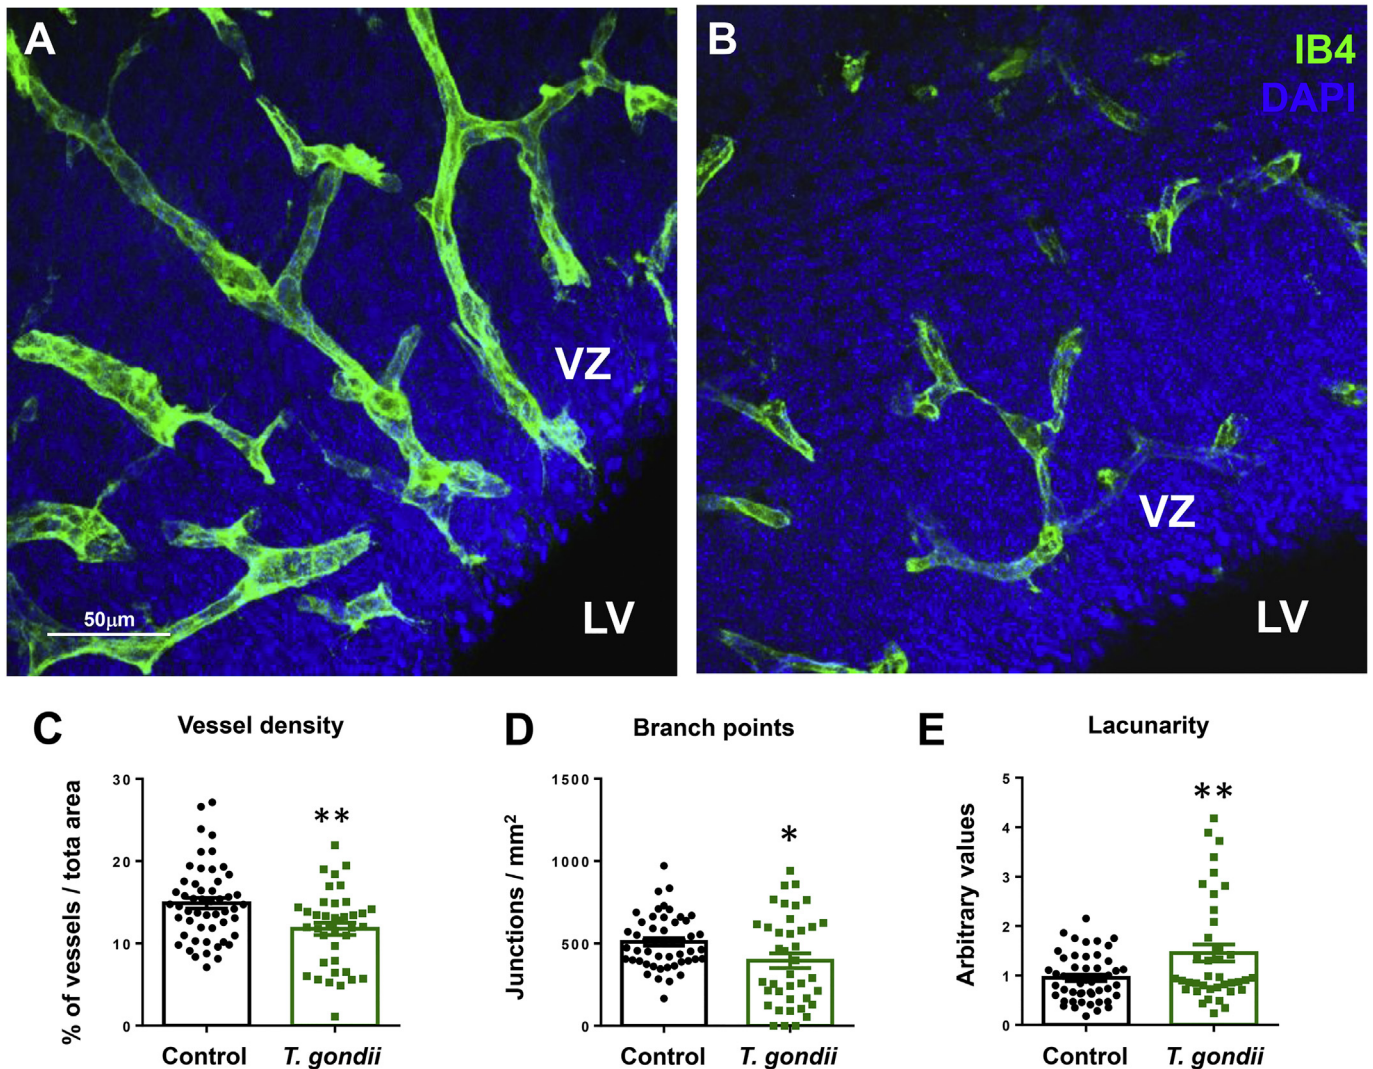 A
B
IB4
DAPI
VZ
VZ
LV
LV
50µm
C
Vessel density
% of vessels / tota area
30
20
10
0
**
Control
T. gondii
D
Branch points
Junctions / mm²
1500
1000
500
0
*
Control
T. gondii
E
Lacunarity
Arbitrary values
5
4
3
2
1
0
**
Control
T. gondii